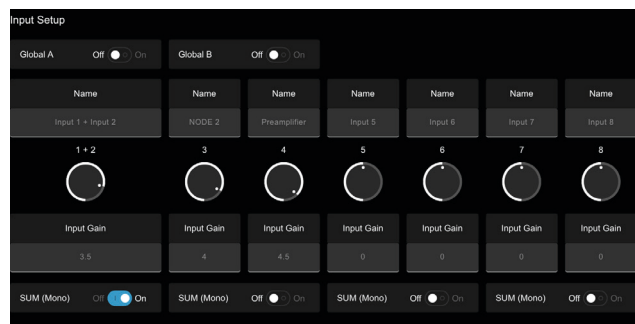 Input Setup
Global A Off On Global B Off On
Name Name Name Name Name Name Name
Input 1 + Input 2 NODE 2 Preamplifier Input 5 Input 6 Input 7 Input 8
1 + 2 3 4 5 6 7 8
Input Gain Input Gain Input Gain Input Gain Input Gain Input Gain Input Gain
3.5 4 4.5 0 0 0 0
SUM (Mono) Off On SUM (Mono) Off On SUM (Mono) Off On SUM (Mono) Off On